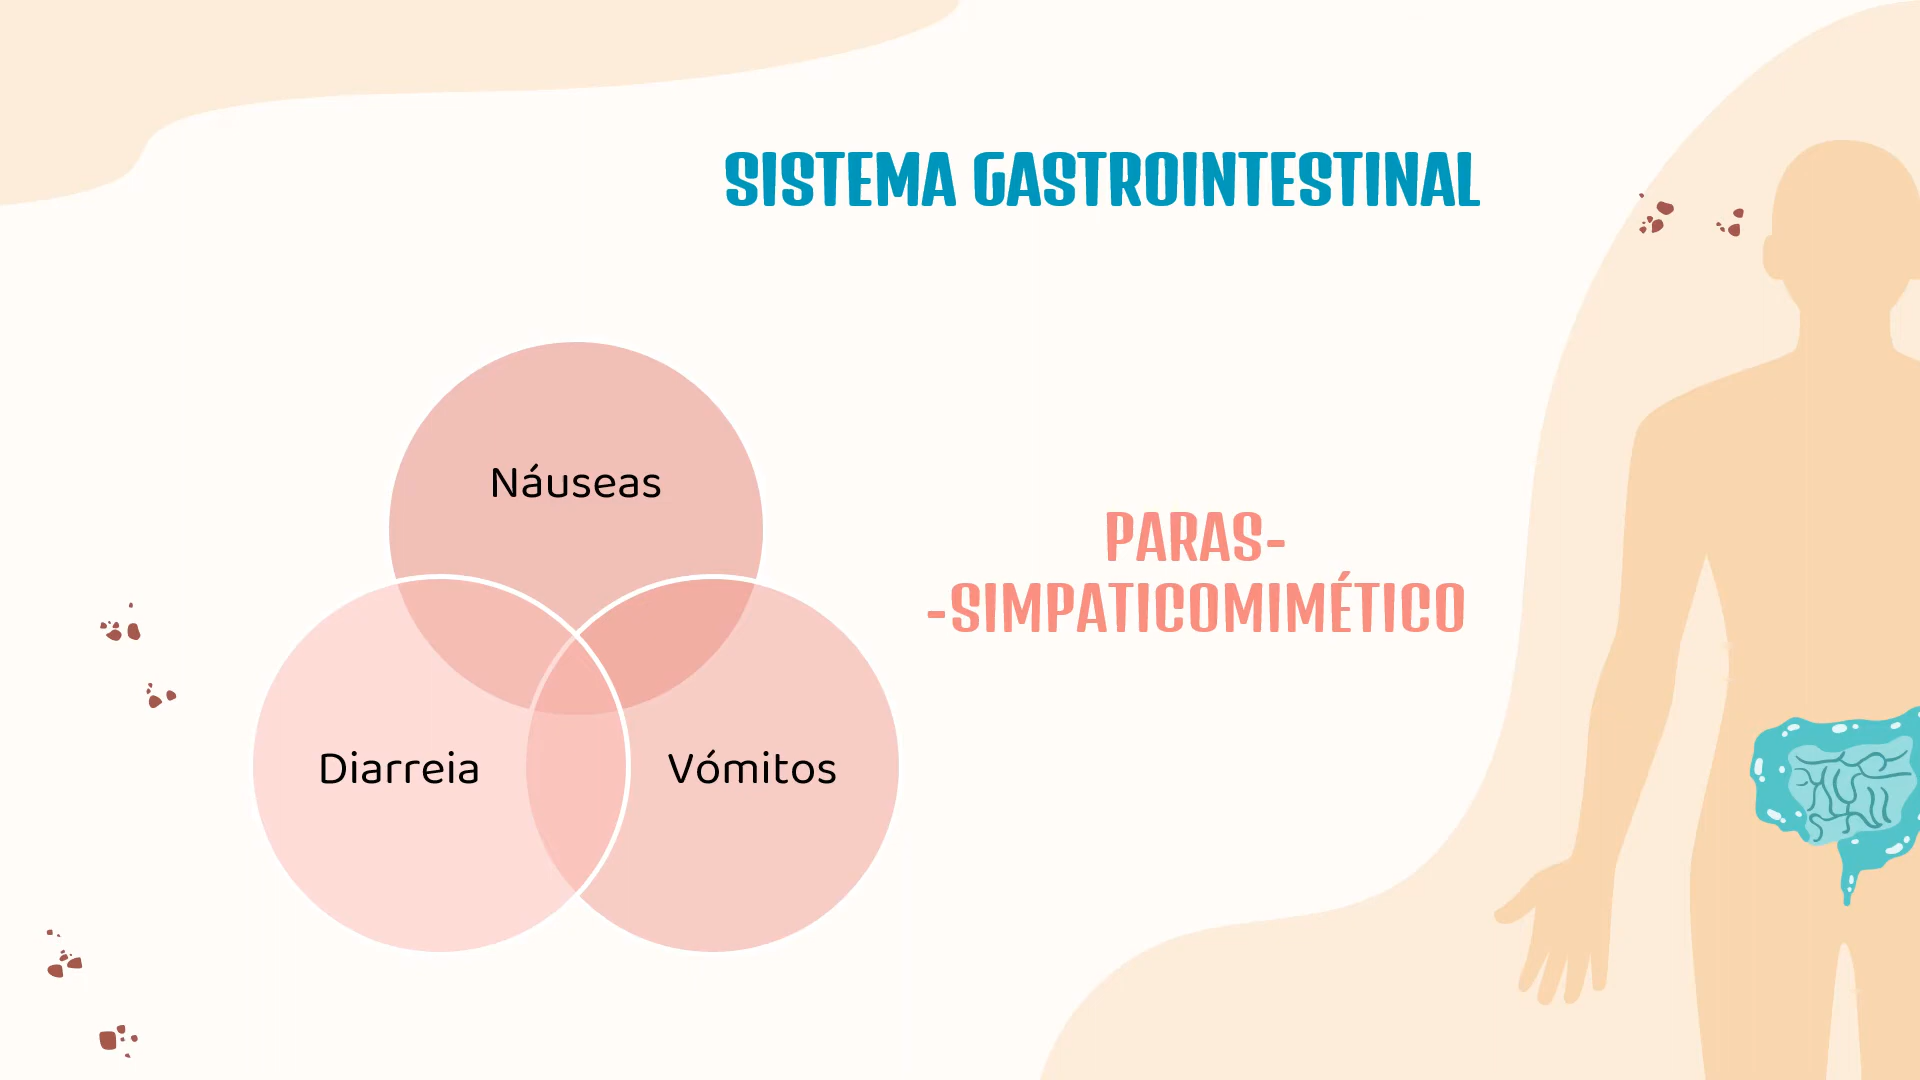 SISTEMA GASTROINTESTINAL
Náuseas
PARAS-
-SIMPATICOMIMÉTICO
Diarreia
Vómitos